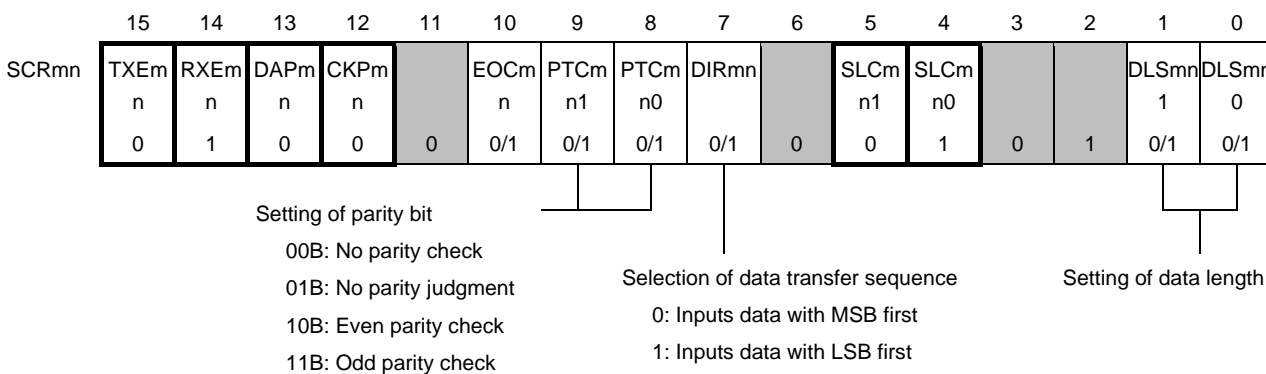 15 14 13 12 11 10 9 8 7 6 5 4 3 2 1 0
SCRmn TXEm RXEm DAPm CKPm EOCm PTCm PTCm DIRmn SLCm SLCm DLSmn DLSmn
n n n n n n1 n0 n1 n0 1 0
0 1 0 0 0 0/1 0/1 0/1 0/1 0 0 1 0 1 0/1 0/1
Setting of parity bit
00B: No parity check
01B: No parity judgment
10B: Even parity check
11B: Odd parity check
Selection of data transfer sequence
0: Inputs data with MSB first
1: Inputs data with LSB first
Setting of data length